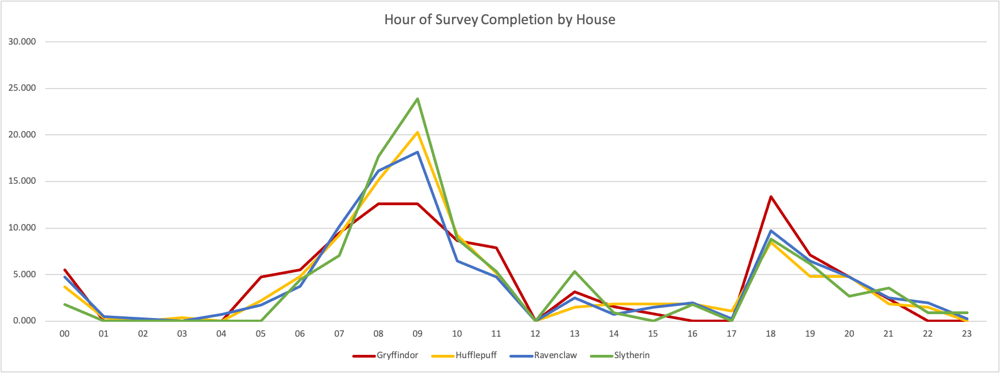 Hour of Survey Completion by House
30.000
25.000
20.000
15.000
10.000
5.000
0.000
00 01 02 03 04 05 06 07 08 09 10 11 12 13 14 15 16 17 18 19 20 21 22 23
Gryffindor Hufflepuff Ravenclaw Slytherin